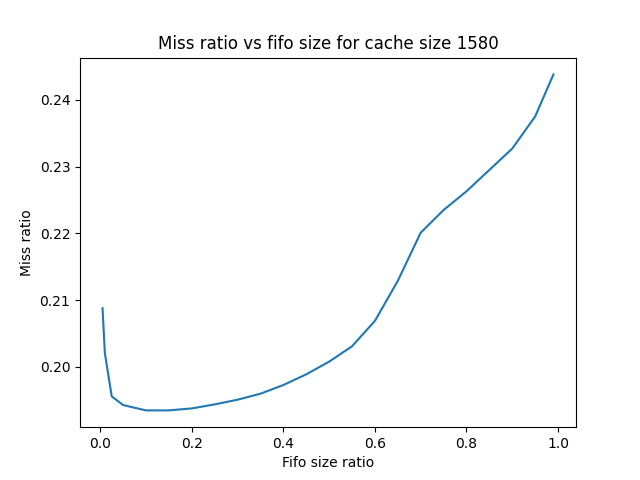 Miss ratio vs fifo size for cache size 1580
0.24
0.23
0.22
0.21
0.20
Miss ratio
0.0 0.2 0.4 0.6 0.8 1.0
Fifo size ratio